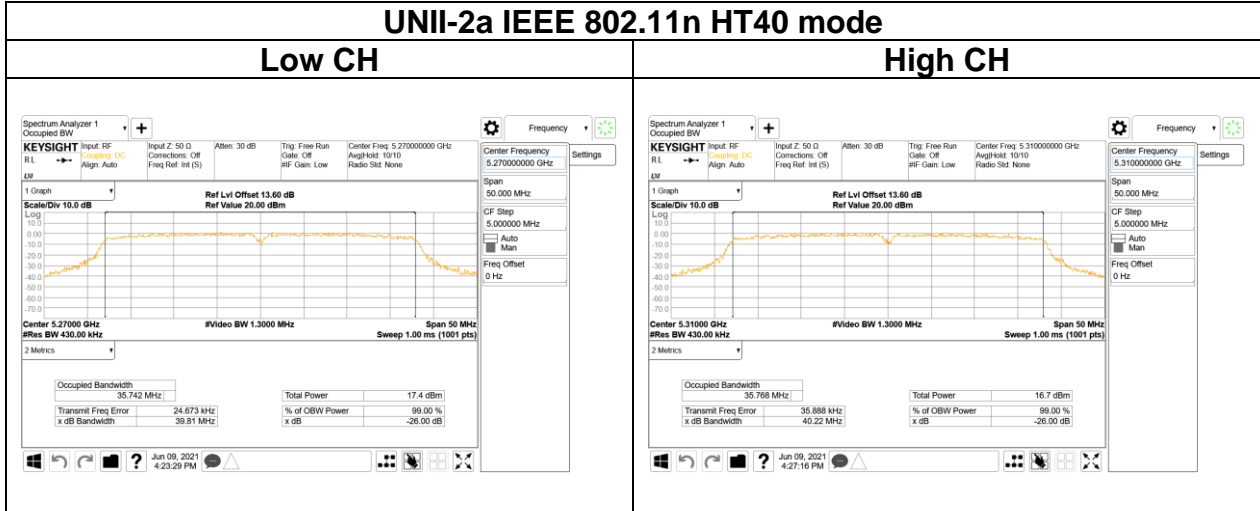 UNII-2a IEEE 802.11n HT40 mode
Low CH
High CH
Spectrum Analyzer 1
Occupied BW
Frequency
KEYSIGHT Input: RF Input Z: 50 Ω Atten: 30 dB Trig: Free Run Center Freq: 5.270000000 GHz
RL Coupling: DC Corrections: Off Gate: Off Avg|Hold: 10/10
Align: Auto Freq Ref: Int (S) #IF Gain: Low Radio Std: None
Center Frequency
5.270000000 GHz
Settings
Span
50.000 MHz
CF Step
5.000000 MHz
Auto
Man
Freq Offset
0 Hz
1 Graph
Ref Lvl Offset 13.60 dB
Scale/Div 10.0 dB Ref Value 20.00 dBm
Log
10.0
0.00
-10.0
-20.0
-30.0
-40.0
-50.0
-60.0
-70.0
Center 5.27000 GHz #Video BW 1.3000 MHz Span 50 MHz
#Res BW 430.00 kHz Sweep 1.00 ms (1001 pts)
2 Metrics
Occupied Bandwidth
35.742 MHz Total Power 17.4 dBm
Transmit Freq Error 24.673 kHz % of OBW Power 99.00 %
x dB Bandwidth 39.81 MHz x dB -26.00 dB
Jun 09, 2021
4:23:29 PM
Spectrum Analyzer 1
Occupied BW
Frequency
KEYSIGHT Input: RF Input Z: 50 Ω Atten: 30 dB Trig: Free Run Center Freq: 5.310000000 GHz
RL Coupling: DC Corrections: Off Gate: Off Avg|Hold: 10/10
Align: Auto Freq Ref: Int (S) #IF Gain: Low Radio Std: None
Center Frequency
5.310000000 GHz
Settings
Span
50.000 MHz
CF Step
5.000000 MHz
Auto
Man
Freq Offset
0 Hz
1 Graph
Ref Lvl Offset 13.60 dB
Scale/Div 10.0 dB Ref Value 20.00 dBm
Log
10.0
0.00
-10.0
-20.0
-30.0
-40.0
-50.0
-60.0
-70.0
Center 5.31000 GHz #Video BW 1.3000 MHz Span 50 MHz
#Res BW 430.00 kHz Sweep 1.00 ms (1001 pts)
2 Metrics
Occupied Bandwidth
35.768 MHz Total Power 16.7 dBm
Transmit Freq Error 35.888 kHz % of OBW Power 99.00 %
x dB Bandwidth 40.22 MHz x dB -26.00 dB
Jun 09, 2021
4:27:16 PM